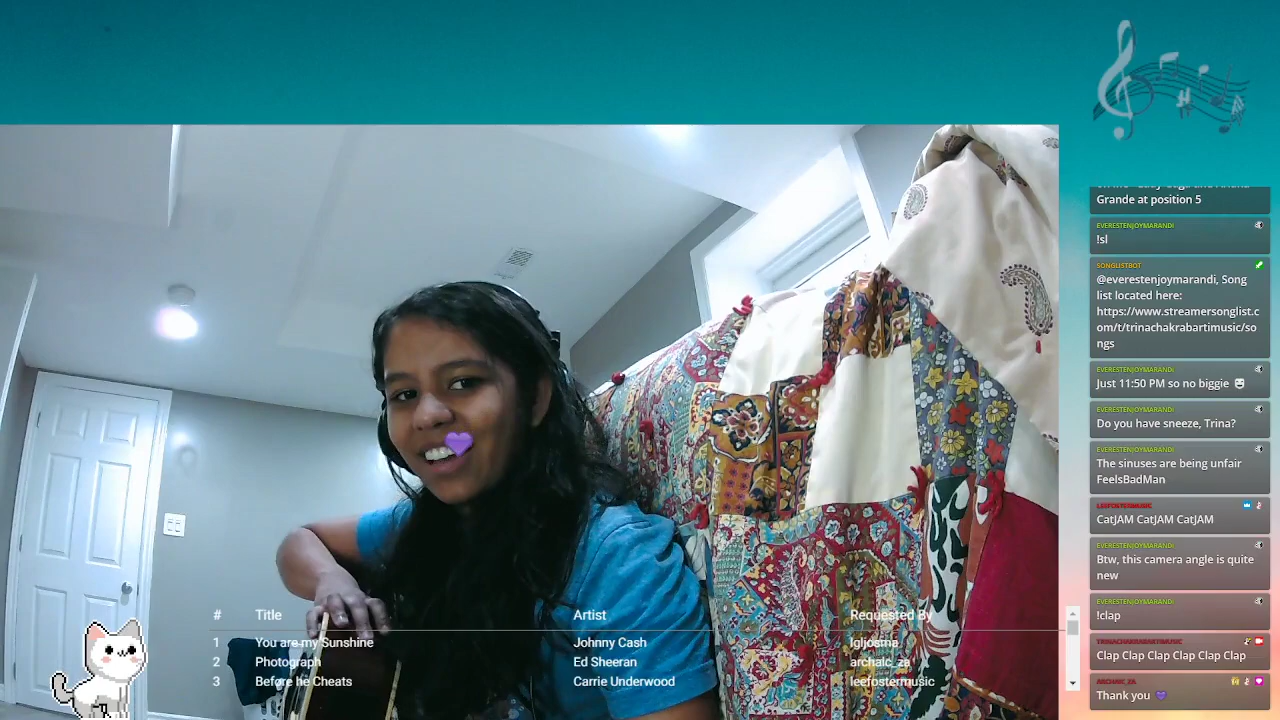 Grande at position 5
EVERESTENJOYMARANDI
!sl
SONGLISTBOT
@everestenjoymarandi, Song
list located here:
https://www.streamersonglist.c
om/t/trinachakrabartimusic/so
ngs
EVERESTENJOYMARANDI
Just 11:50 PM so no biggie
EVERESTENJOYMARANDI
Do you have sneeze, Trina?
EVERESTENJOYMARANDI
The sinuses are being unfair
FeelsBadMan
LEEFOSTERMUSIC
CatJAM CatJAM CatJAM
EVERESTENJOYMARANDI
Btw, this camera angle is quite
new
EVERESTENJOYMARANDI
!clap
TRINACHAKRABARTIMUSIC
Clap Clap Clap Clap Clap Clap
ARCHALC_ZA
Thank you 💜
# Title Artist Requested By
1 You are my Sunshine Johnny Cash lgljosma
2 Photograph Ed Sheeran archalc_za
3 Before he Cheats Carrie Underwood leefostermusic